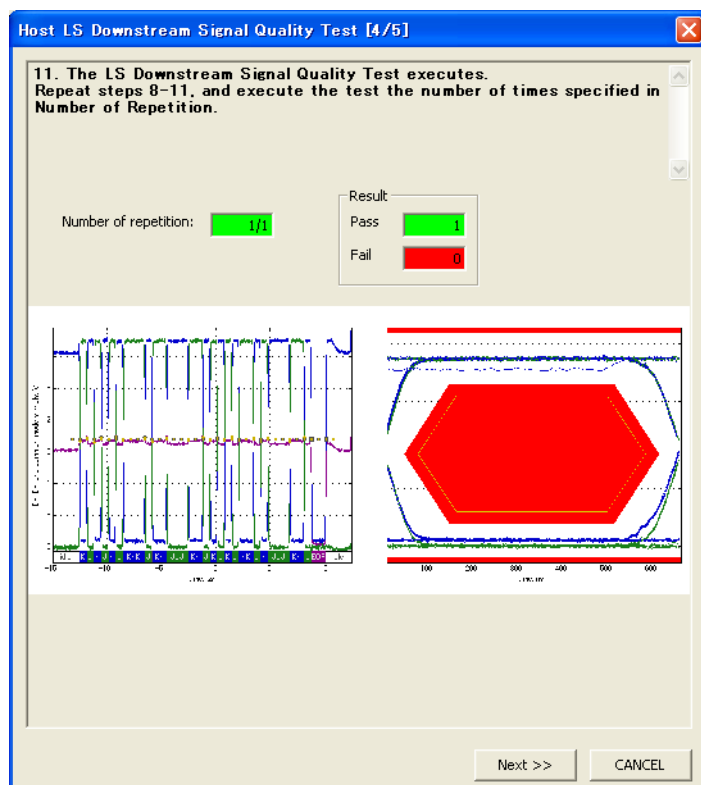 Host LS Downstream Signal Quality Test [4/5]
11. The LS Downstream Signal Quality Test executes.
Repeat steps 8-11, and execute the test the number of times specified in
Number of Repetition.
Result
Number of repetition: 1/1
Pass 1
Fail 0
-15 -10 -5
100 200 300 400 500 600
Next >>
CANCEL